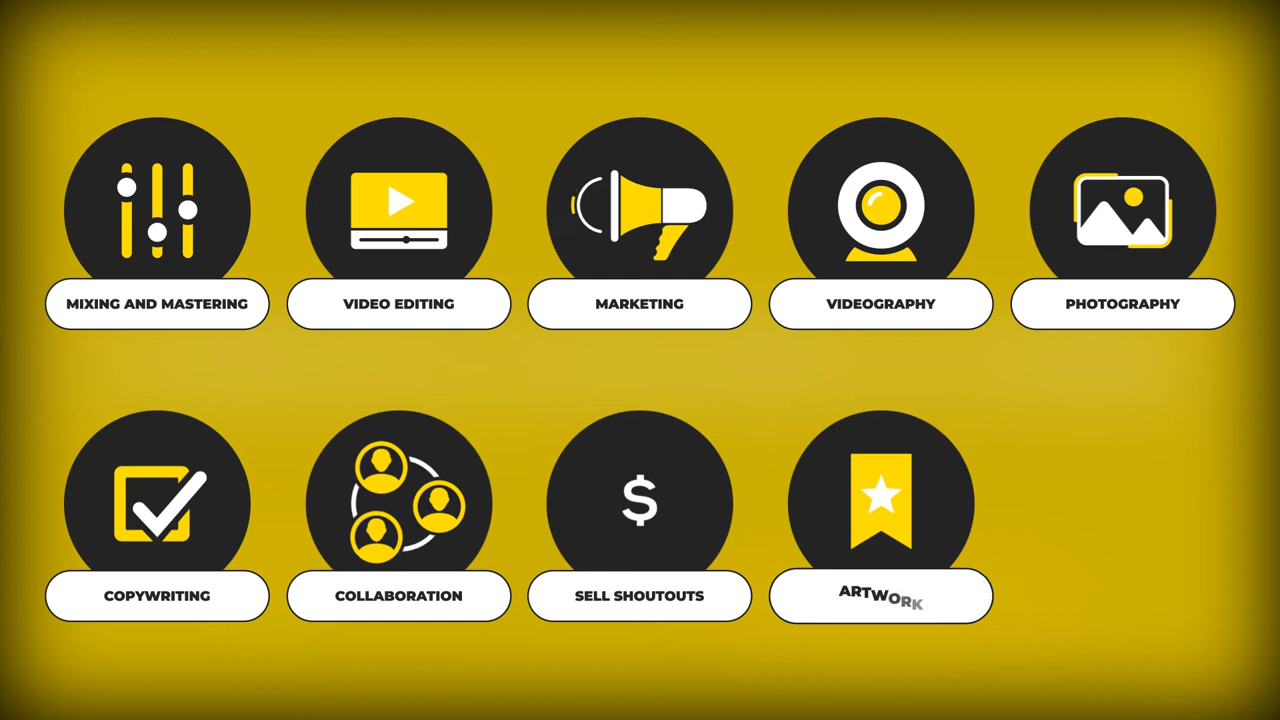 MIXING AND MASTERING
VIDEO EDITING
MARKETING
VIDEOGRAPHY
PHOTOGRAPHY
COPYWRITING
COLLABORATION
$
SELL SHOUTOUTS
ARTWORK